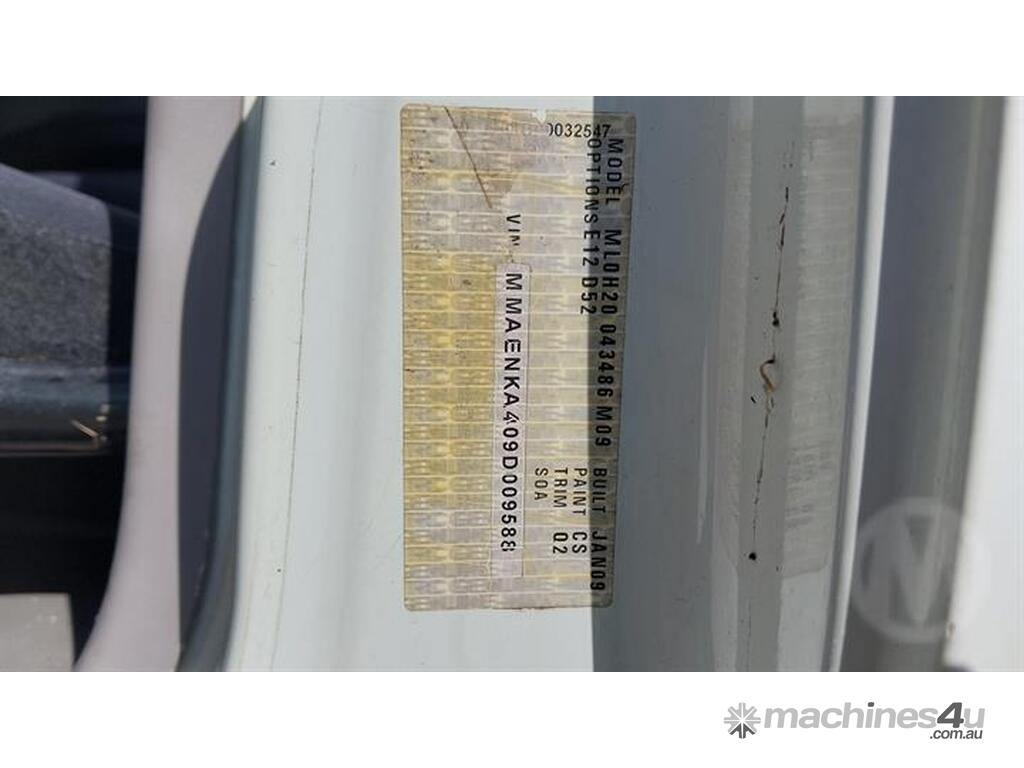 0032547
MODEL ML0H20 043486 M09 BUILT JAN09
OPTIONS E12 D52 PAINT CS
TRIM Q2
SOA
VIN MMAENKA409D009588
machines4u
.com.au